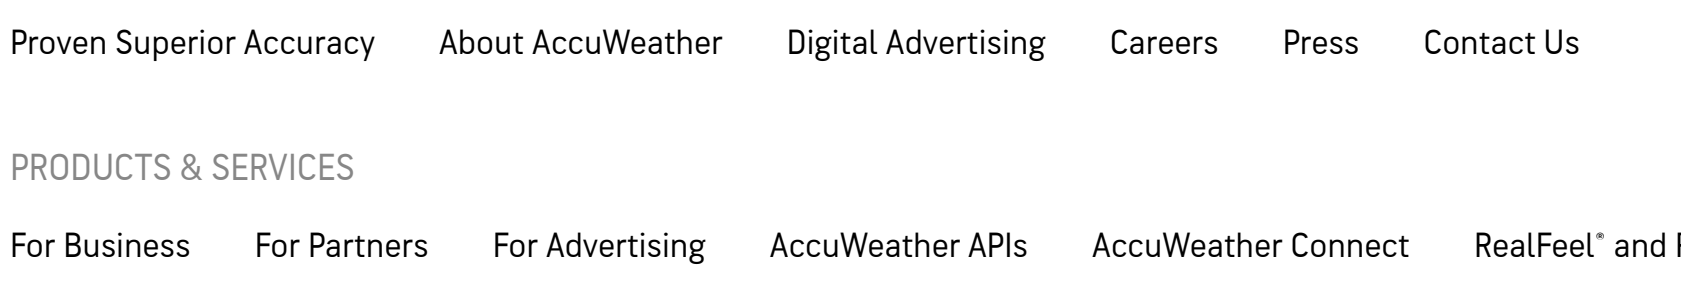 Proven Superior Accuracy About AccuWeather Digital Advertising Careers Press Contact Us
PRODUCTS & SERVICES
For Business For Partners For Advertising AccuWeather APIs AccuWeather Connect RealFeel® and